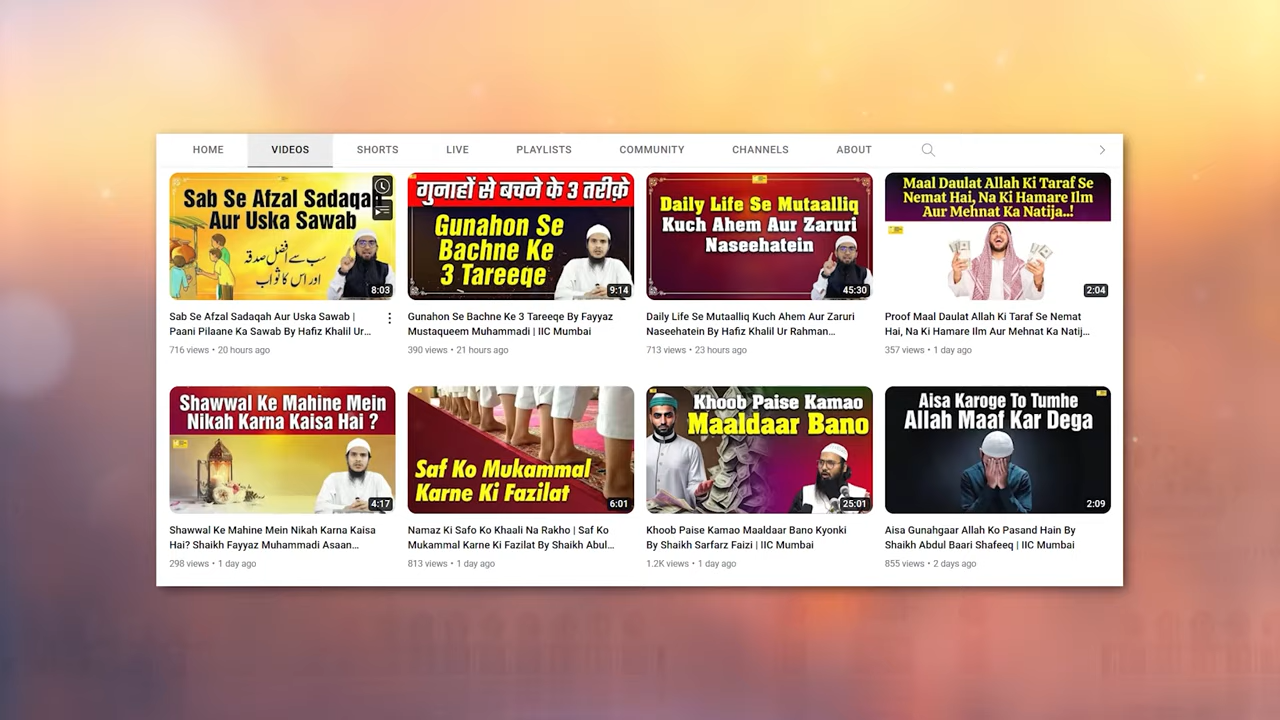 HOME VIDEOS SHORTS LIVE PLAYLISTS COMMUNITY CHANNELS ABOUT
Sab Se Afzal Sadaqah
Aur Uska Sawab
سب سے افضل صدقہ
اور اس کا ثواب
8:03
गुनाहों से बचने के 3 तरीक़े
Gunahon Se
Bachne Ke
3 Tareeqe
9:14
Daily Life Se Mutaalliq
Kuch Ahem Aur Zaruri
Naseehatein
45:30
Maal Daulat Allah Ki Taraf Se
Nemat Hai, Na Ki Hamare Ilm
Aur Mehnat Ka Natija..!
2:04
Sab Se Afzal Sadaqah Aur Uska Sawab |
Paani Pilaane Ka Sawab By Hafiz Khalil Ur...
716 views • 20 hours ago
Gunahon Se Bachne Ke 3 Tareeqe By Fayyaz
Mustaqueem Muhammadi | IIC Mumbai
390 views • 21 hours ago
Daily Life Se Mutaalliq Kuch Ahem Aur Zaruri
Naseehatein By Hafiz Khalil Ur Rahman...
713 views • 23 hours ago
Proof Maal Daulat Allah Ki Taraf Se Nemat
Hai, Na Ki Hamare Ilm Aur Mehnat Ka Natij...
357 views • 1 day ago
Shawwal Ke Mahine Mein
Nikah Karna Kaisa Hai ?
4:17
Saf Ko Mukammal
Karne Ki Fazilat
6:01
Khoob Paise Kamao
Maaldaar Bano
25:01
Aisa Karoge To Tumhe
Allah Maaf Kar Dega
2:09
Shawwal Ke Mahine Mein Nikah Karna Kaisa
Hai? Shaikh Fayyaz Muhammadi Asaan...
298 views • 1 day ago
Namaz Ki Safo Ko Khaali Na Rakho | Saf Ko
Mukammal Karne Ki Fazilat By Shaikh Abul...
813 views • 1 day ago
Khoob Paise Kamao Maaldaar Bano Kyonki
By Shaikh Sarfarz Faizi | IIC Mumbai
1.2K views • 1 day ago
Aisa Gunahgaar Allah Ko Pasand Hain By
Shaikh Abdul Baari Shafeeq | IIC Mumbai
855 views • 2 days ago